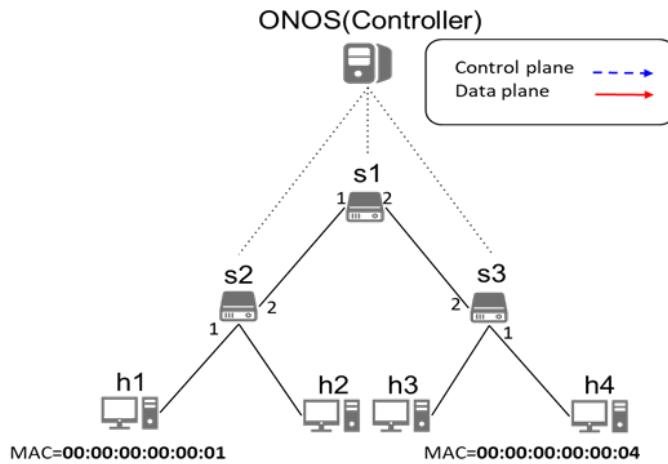 ONOS(Controller)
Control plane
Data plane
s1
1 2
s2
s3
2
2
1
1
h1
h2
h3
h4
MAC=00:00:00:00:00:01
MAC=00:00:00:00:00:04